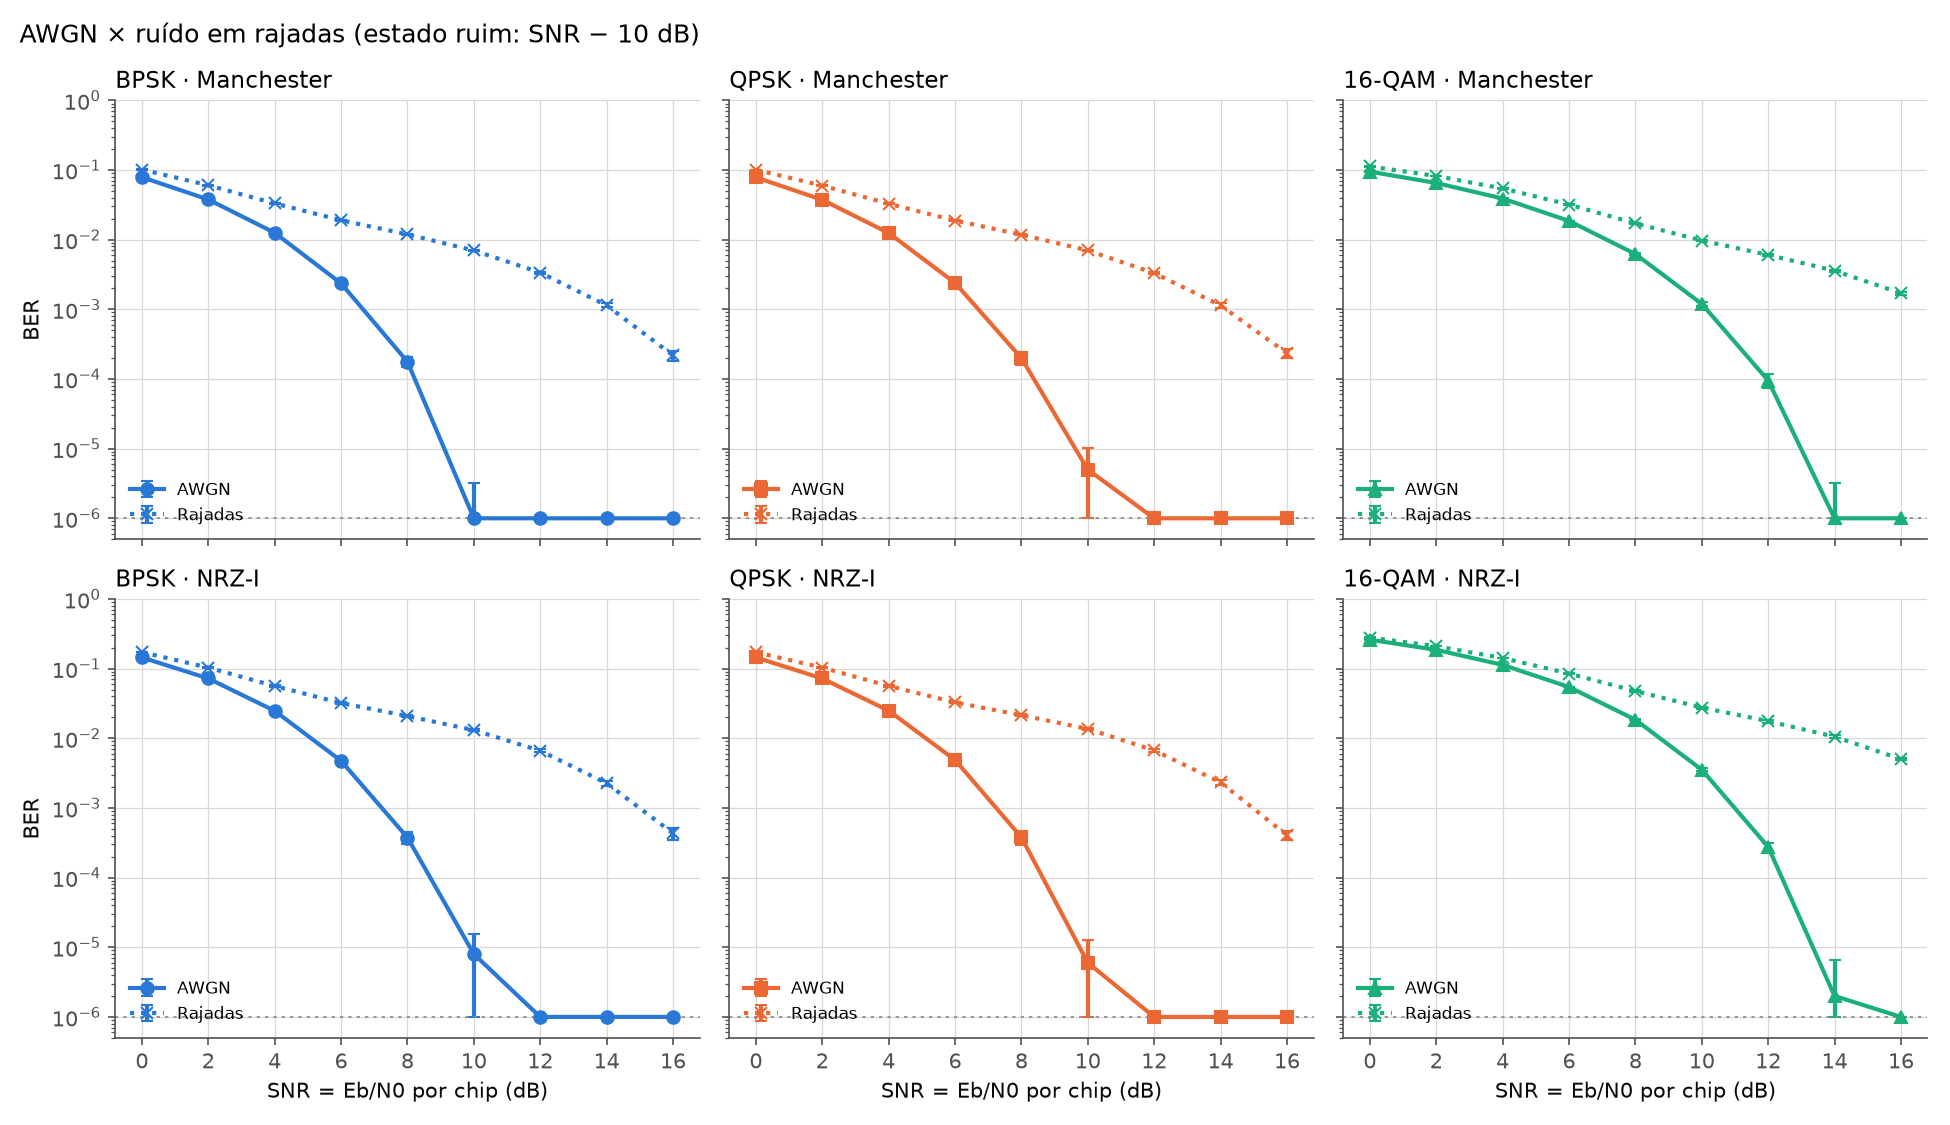 AWGN × ruído em rajadas (estado ruim: SNR − 10 dB)
BPSK · Manchester
QPSK · Manchester
16-QAM · Manchester
10⁰
10⁻¹
10⁻²
10⁻³
10⁻⁴
10⁻⁵
10⁻⁶
BER
AWGN
Rajadas
AWGN
Rajadas
AWGN
Rajadas
BPSK · NRZ-I
QPSK · NRZ-I
16-QAM · NRZ-I
10⁰
10⁻¹
10⁻²
10⁻³
10⁻⁴
10⁻⁵
10⁻⁶
BER
AWGN
Rajadas
AWGN
Rajadas
AWGN
Rajadas
0 2 4 6 8 10 12 14 16
0 2 4 6 8 10 12 14 16
0 2 4 6 8 10 12 14 16
SNR = Eb/N0 por chip (dB)
SNR = Eb/N0 por chip (dB)
SNR = Eb/N0 por chip (dB)